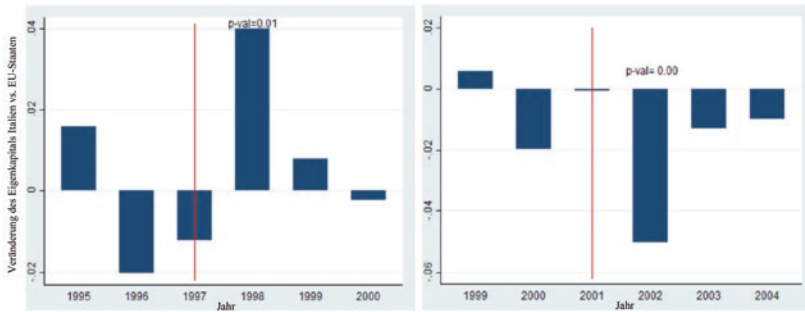 Veränderung des Eigenkapitals Italien vs. EU-Staaten
.04
.02
0
-.02
p-val=0.01
1995 1996 1997 1998 1999 2000
Jahr
.02
0
-.02
-.04
-.06
p-val= 0.00
1999 2000 2001 2002 2003 2004
Jahr